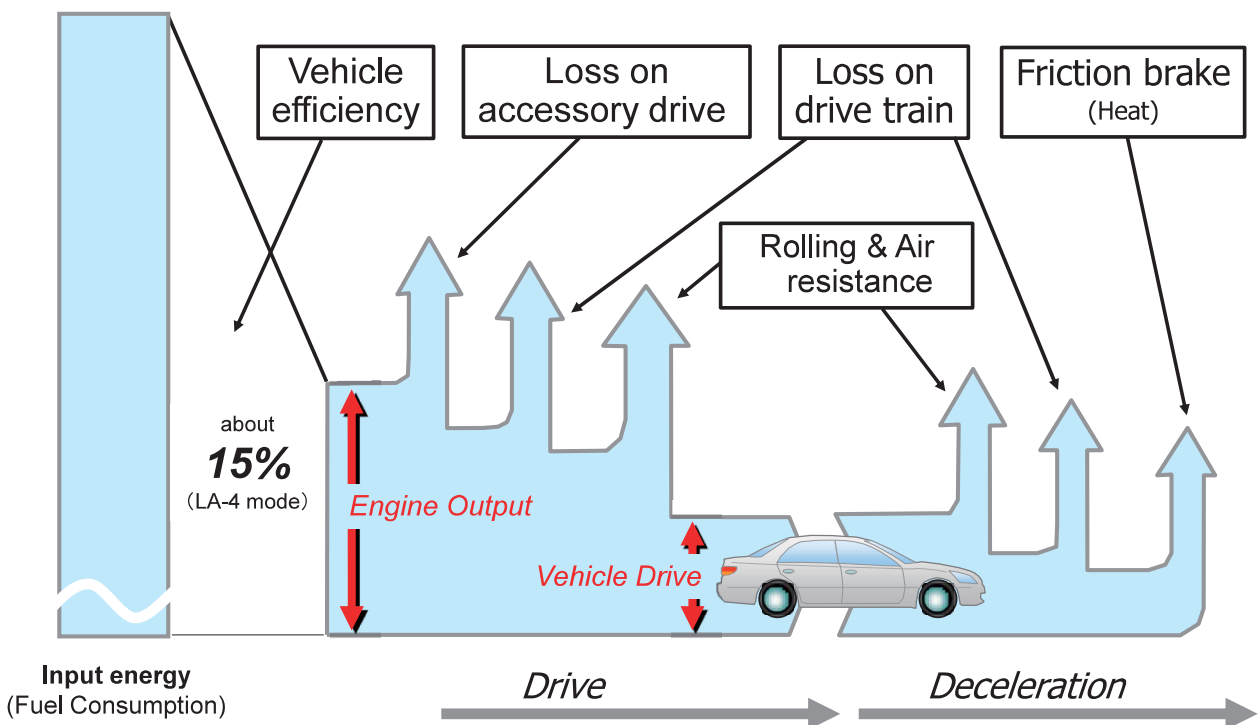 Vehicle
efficiency
Loss on
accessory drive
Loss on
drive train
Friction brake
(Heat)
Rolling & Air
resistance
about
15%
(LA-4 mode)
Engine Output
Vehicle Drive
Input energy
(Fuel Consumption)
Drive
Deceleration